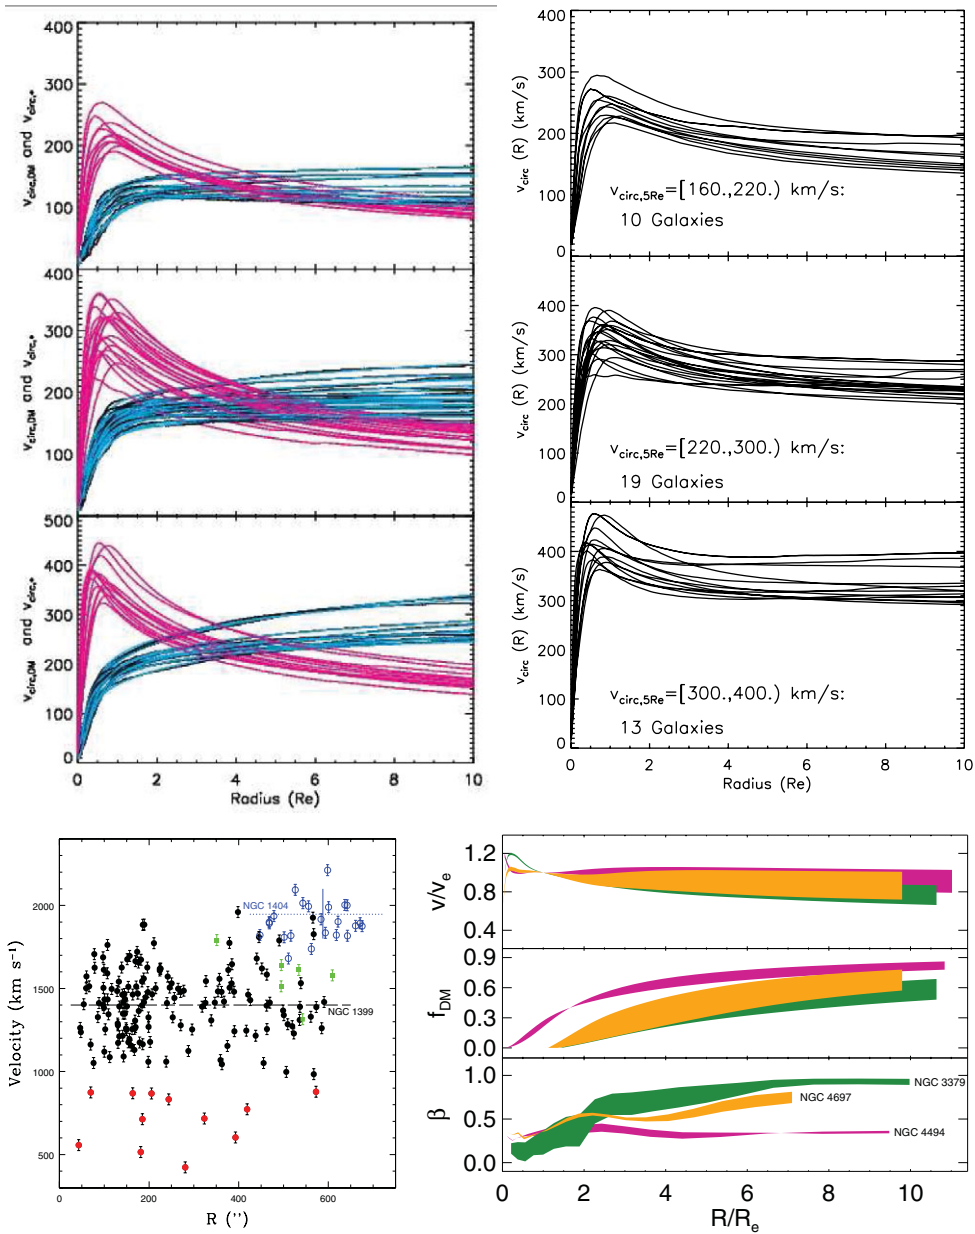 400
300
200
100
v_circ,DM and v_circ,*
400
300
200
100
v_circ,DM and v_circ,*
500
400
300
200
100
0
v_circ,DM and v_circ,*
0 2 4 6 8 10
Radius (Re)
400
300
200
100
0
v_circ (R) (km/s)
v_circ,5Re=[160.,220.) km/s:
10 Galaxies
400
300
200
100
0
v_circ (R) (km/s)
v_circ,5Re=[220.,300.) km/s:
19 Galaxies
400
300
200
100
0
v_circ (R) (km/s)
v_circ,5Re=[300.,400.) km/s:
13 Galaxies
0 2 4 6 8 10
Radius (Re)
Velocity (km s⁻¹)
2000
1500
1000
500
NGC 1404
NGC 1399
0 200 400 600
R (″)
1.2
0.8
0.4
v/v_e
0.9
0.6
0.3
0.0
f_DM
1.0
0.5
0.0
β
NGC 3379
NGC 4697
NGC 4494
0 2 4 6 8 10
R/R_e